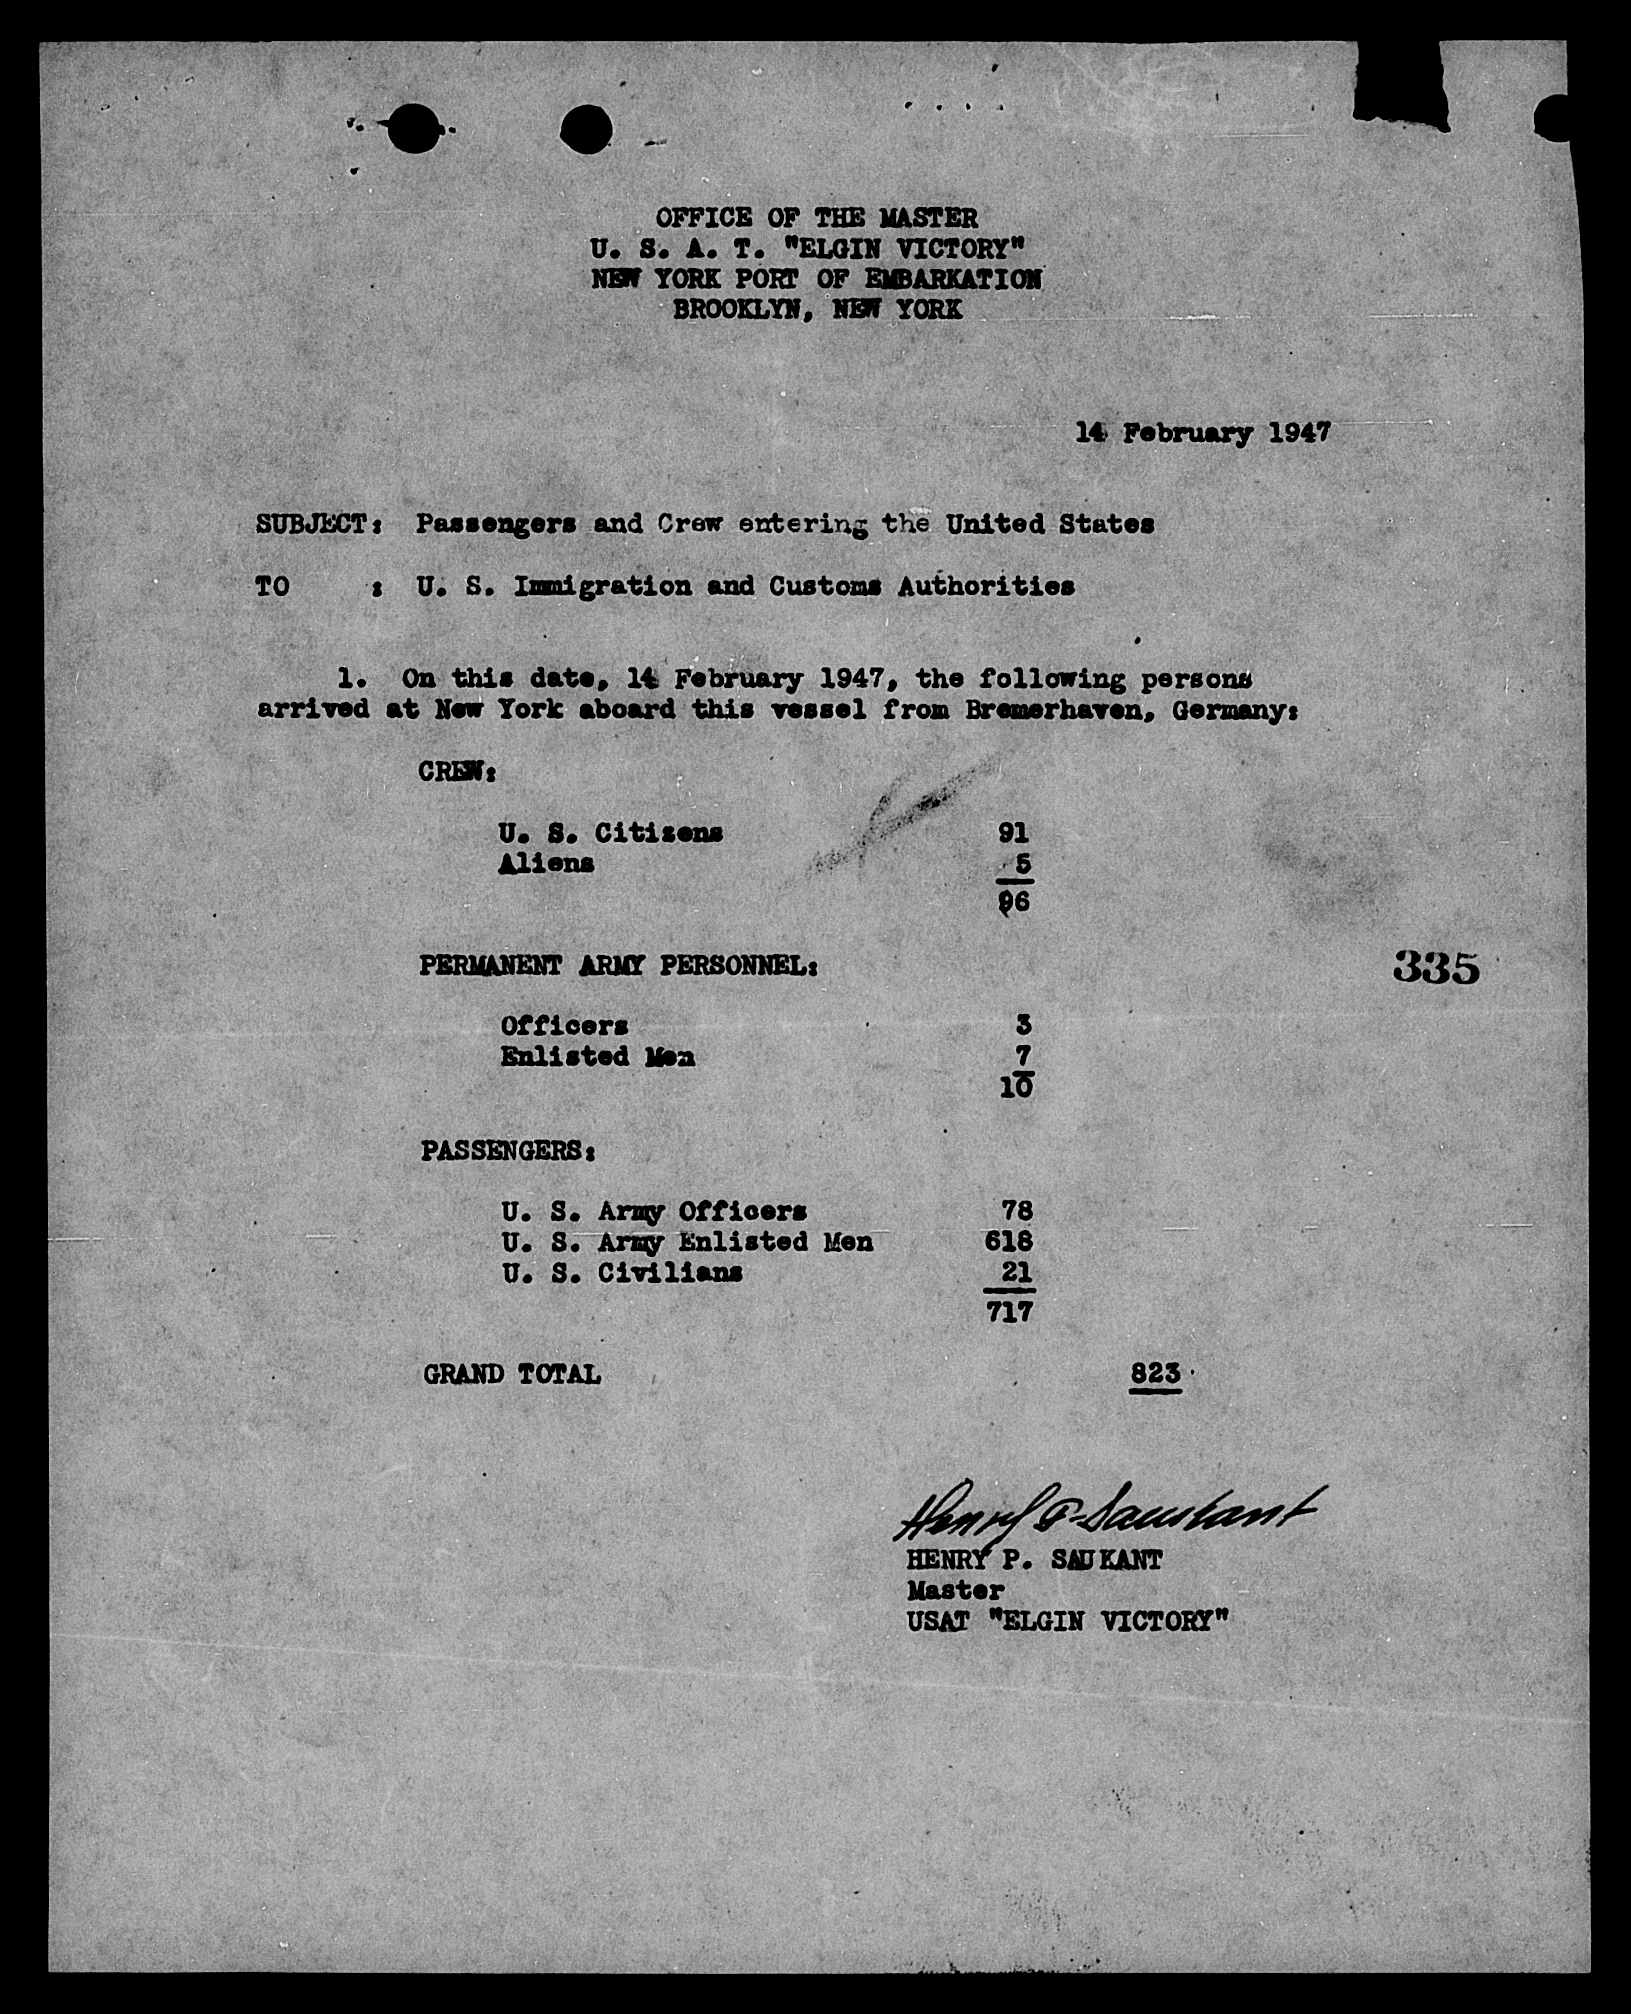 OFFICE OF THE MASTER
U. S. A. T. "ELGIN VICTORY"
NEW YORK PORT OF EMBARKATION
BROOKLYN, NEW YORK
14 February 1947
SUBJECT: Passengers and Crew entering the United States
TO : U. S. Immigration and Customs Authorities
1. On this date, 14 February 1947, the following persons
arrived at New York aboard this vessel from Bremerhaven, Germany:
CREW:
U. S. Citizens 91
Aliens 5
96
PERMANENT ARMY PERSONNEL:
335
Officers 3
Enlisted Men 7
10
PASSENGERS:
U. S. Army Officers 78
U. S. Army Enlisted Men 618
U. S. Civilians 21
717
GRAND TOTAL 823
Henry P. Saukant
HENRY P. SAUKANT
Master
USAT "ELGIN VICTORY"